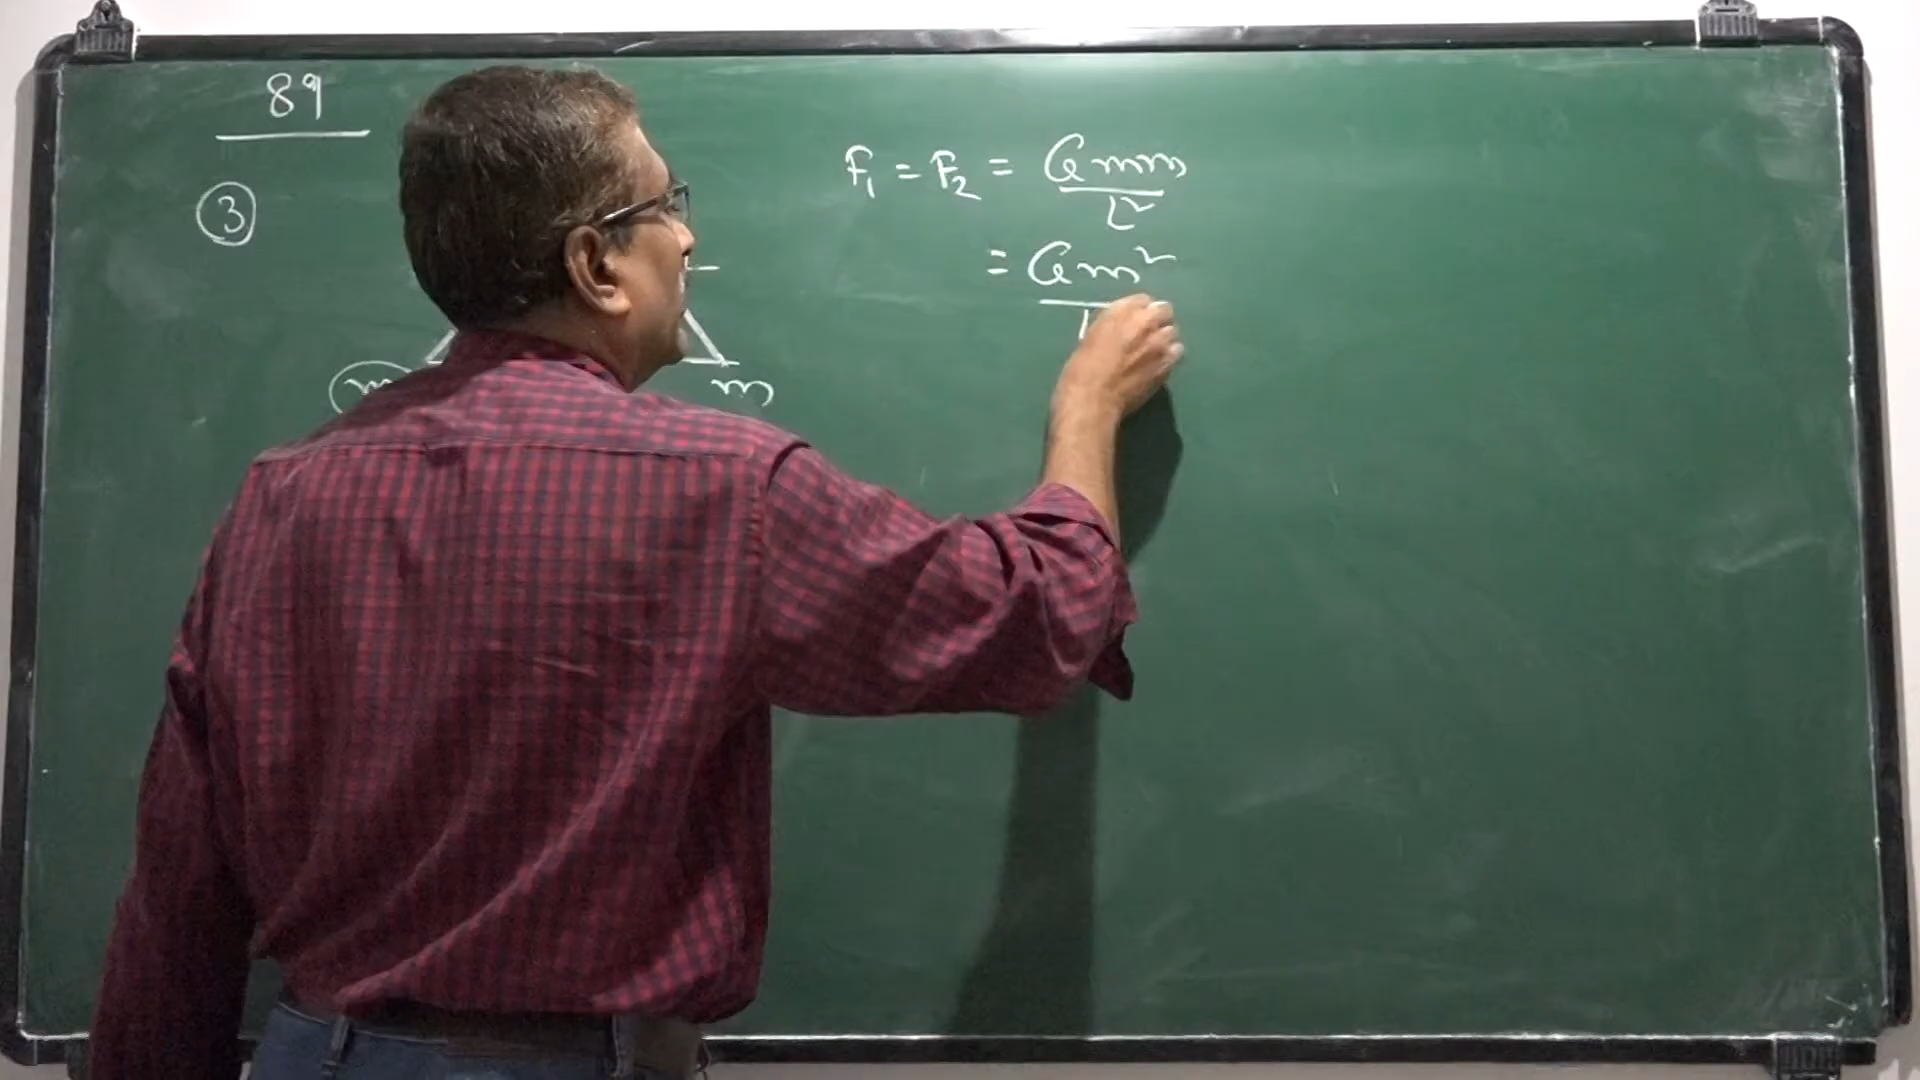 89
3
m
m
F₁ = F₂ = Gmm
L²
= Gm²